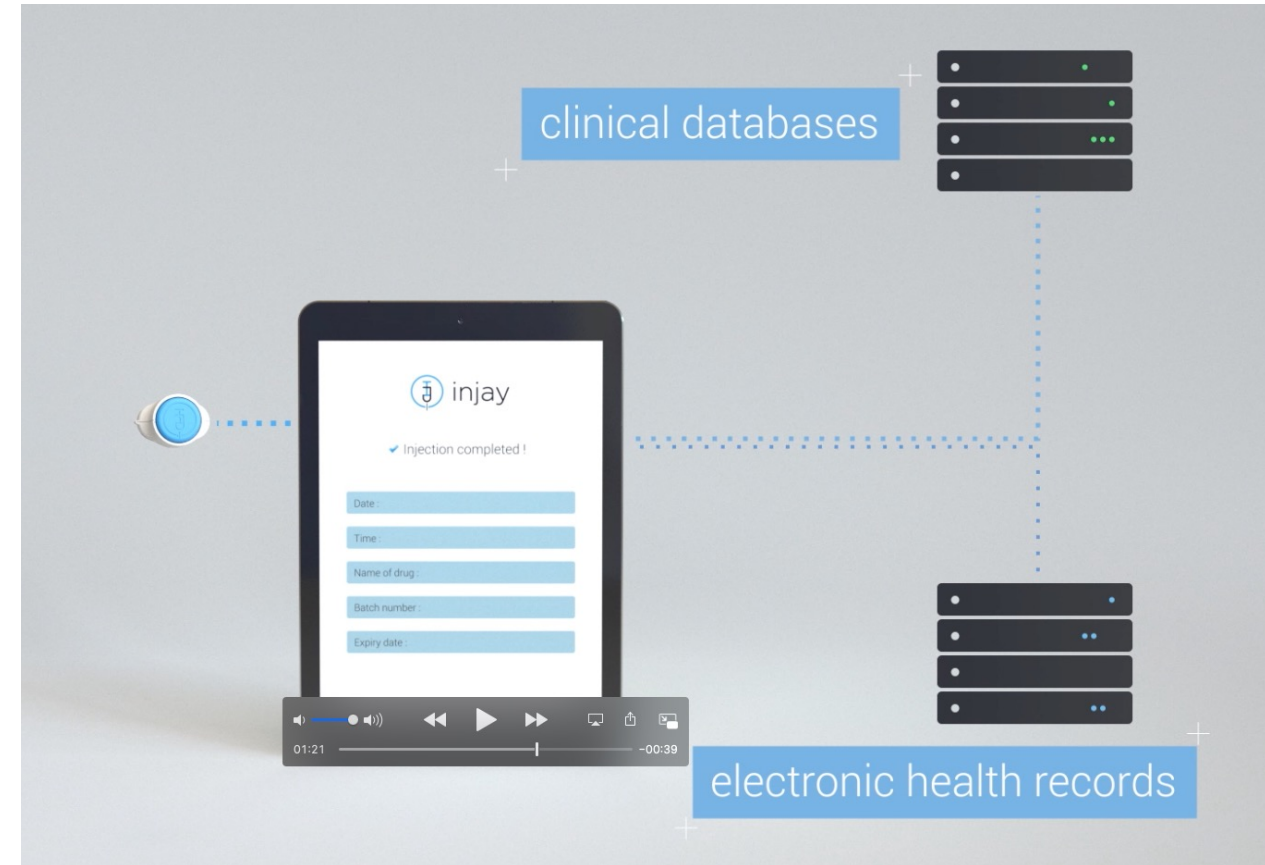 clinical databases
injay
✔ Injection completed !
Date :
Time :
Name of drug :
Batch number :
Expiry date :
01:21
-00:39
electronic health records